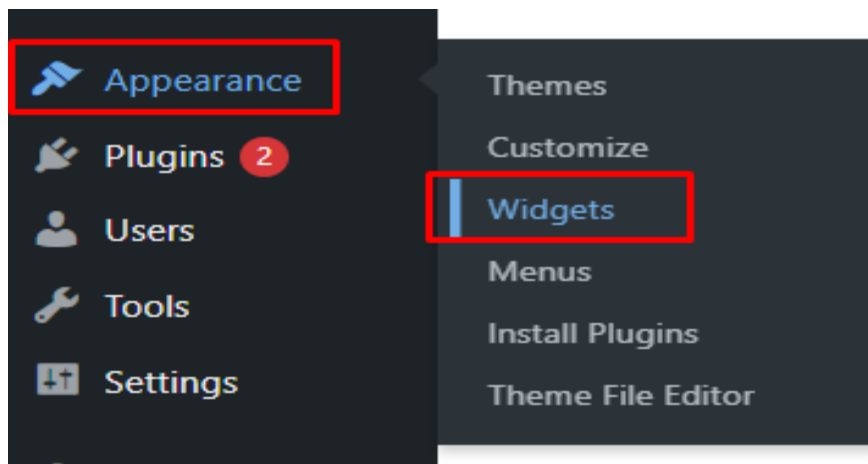 Appearance
Plugins 2
Users
Tools
Settings
Themes
Customize
Widgets
Menus
Install Plugins
Theme File Editor